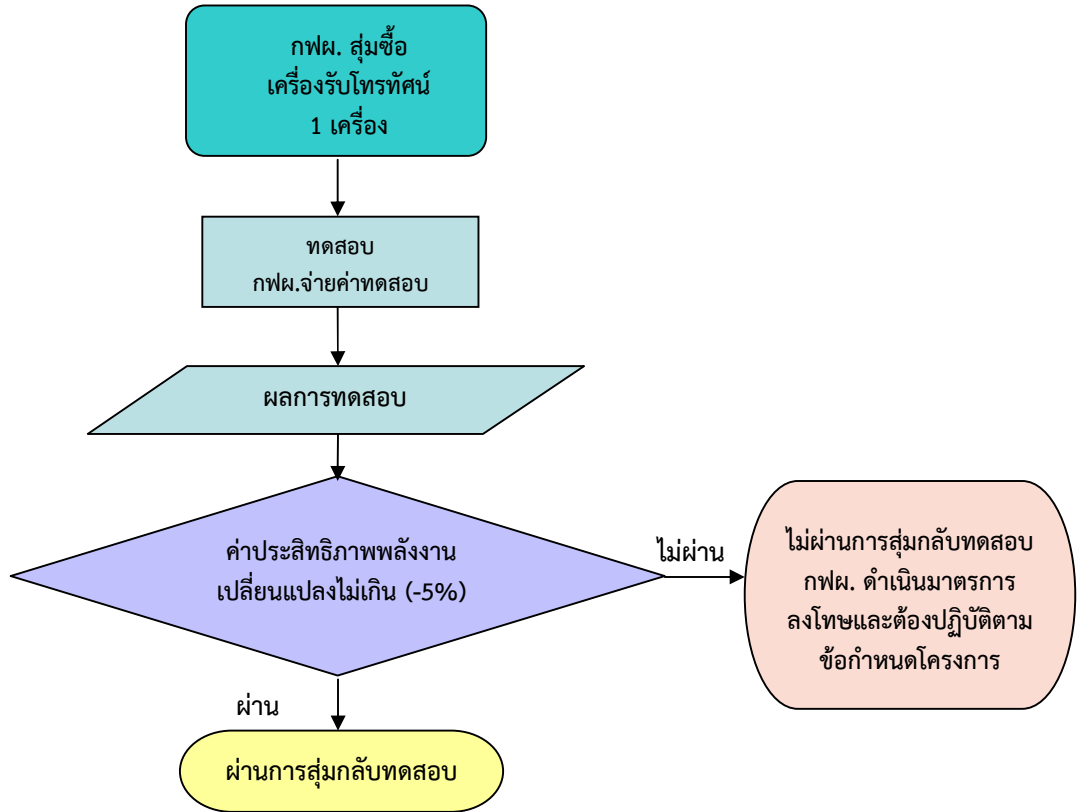 กฟผ. สุ่มซื้อ
เครื่องรับโทรทัศน์
1 เครื่อง
ทดสอบ
กฟผ.จ่ายค่าทดสอบ
ผลการทดสอบ
ค่าประสิทธิภาพพลังงาน
เปลี่ยนแปลงไม่เกิน (-5%)
ไม่ผ่าน
ไม่ผ่านการสุ่มกลับทดสอบ
กฟผ. ดำเนินมาตรการ
ลงโทษและต้องปฏิบัติตาม
ข้อกำหนดโครงการ
ผ่าน
ผ่านการสุ่มกลับทดสอบ